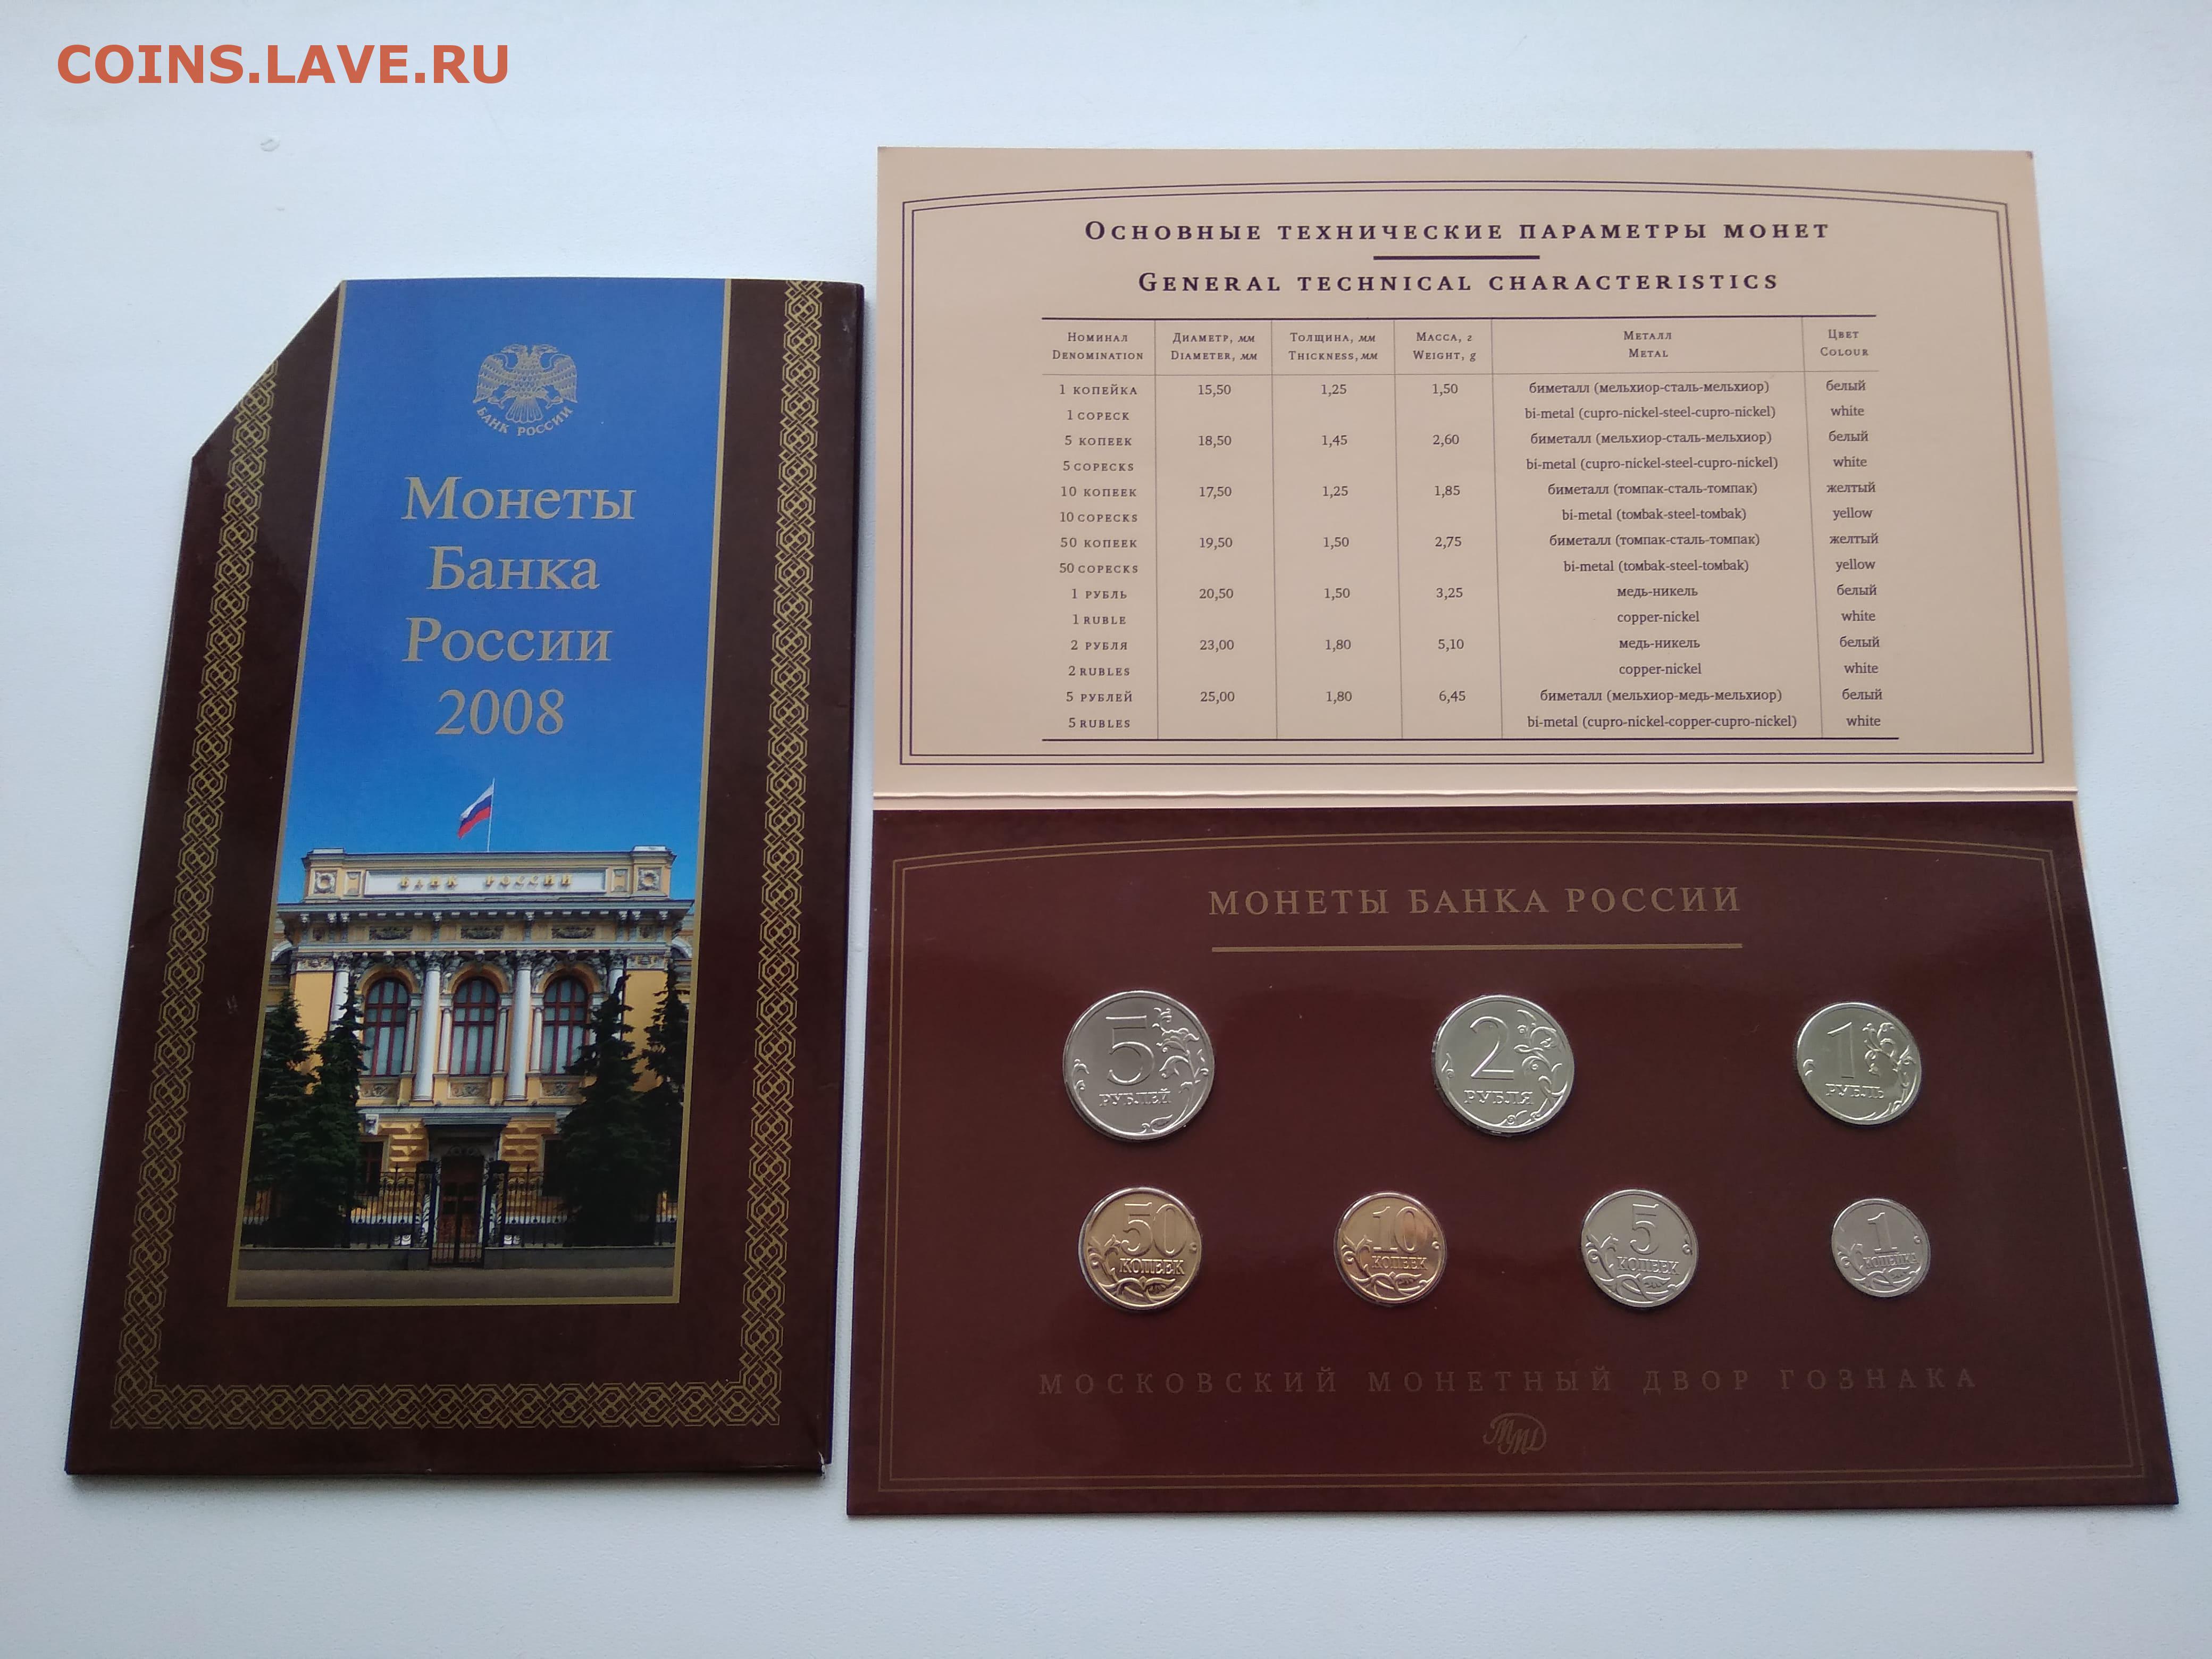 COINS.LAVE.RU
БАНК РОССИИ
Монеты
Банка
России
2008
БАНК РОССИИ
Основные технические параметры монет
General technical characteristics
Номинал Диаметр, мм Толщина, мм Масса, г Металл Цвет
Denomination Diameter, мм Thickness, мм Weight, g Metal Colour
1 копейка 15,50 1,25 1,50 биметалл (мельхиор-сталь-мельхиор) белый
1 copeck bi-metal (cupro-nickel-steel-cupro-nickel) white
5 копеек 18,50 1,45 2,60 биметалл (мельхиор-сталь-мельхиор) белый
5 copecks bi-metal (cupro-nickel-steel-cupro-nickel) white
10 копеек 17,50 1,25 1,85 биметалл (томпак-сталь-томпак) желтый
10 copecks bi-metal (tомbak-steel-tомbak) yellow
50 копеек 19,50 1,50 2,75 биметалл (томпак-сталь-томпак) желтый
50 copecks bi-metal (tомbak-steel-tомbak) yellow
1 рубль 20,50 1,50 3,25 медь-никель белый
1 ruble copper-nickel white
2 рубля 23,00 1,80 5,10 медь-никель белый
2 rubles copper-nickel white
5 рублей 25,00 1,80 6,45 биметалл (мельхиор-медь-мельхиор) белый
5 rubles bi-metal (cupro-nickel-copper-cupro-nickel) white
МОНЕТЫ БАНКА РОССИИ
5 РУБЛЕЙ
2 РУБЛЯ
1 РУБЛЬ
50 КОПЕЕК
10 КОПЕЕК
5 КОПЕЕК
1 КОПЕЙКА
МОСКОВСКИЙ МОНЕТНЫЙ ДВОР ГОЗНАКА
ММД